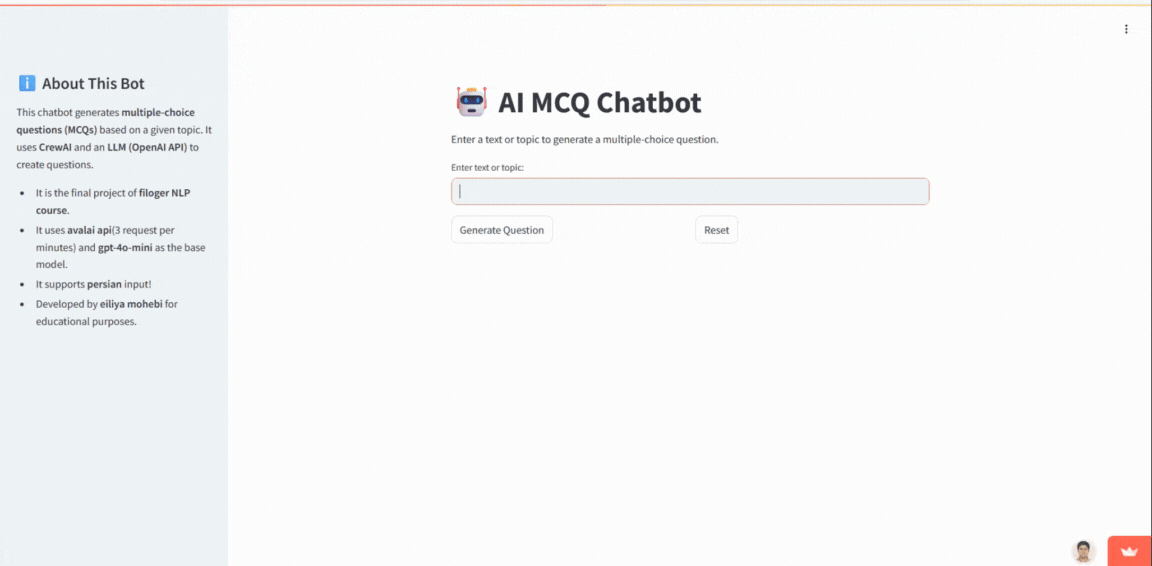 About This Bot
This chatbot generates multiple-choice
questions (MCQs) based on a given topic. It
uses CrewAI and an LLM (OpenAI API) to
create questions.
It is the final project of filoger NLP
course.
It uses avalai api(3 request per
minutes) and gpt-4o-mini as the base
model.
It supports persian input!
Developed by eiliya mohebi for
educational purposes.
AI MCQ Chatbot
Enter a text or topic to generate a multiple-choice question.
Enter text or topic:
Generate Question
Reset